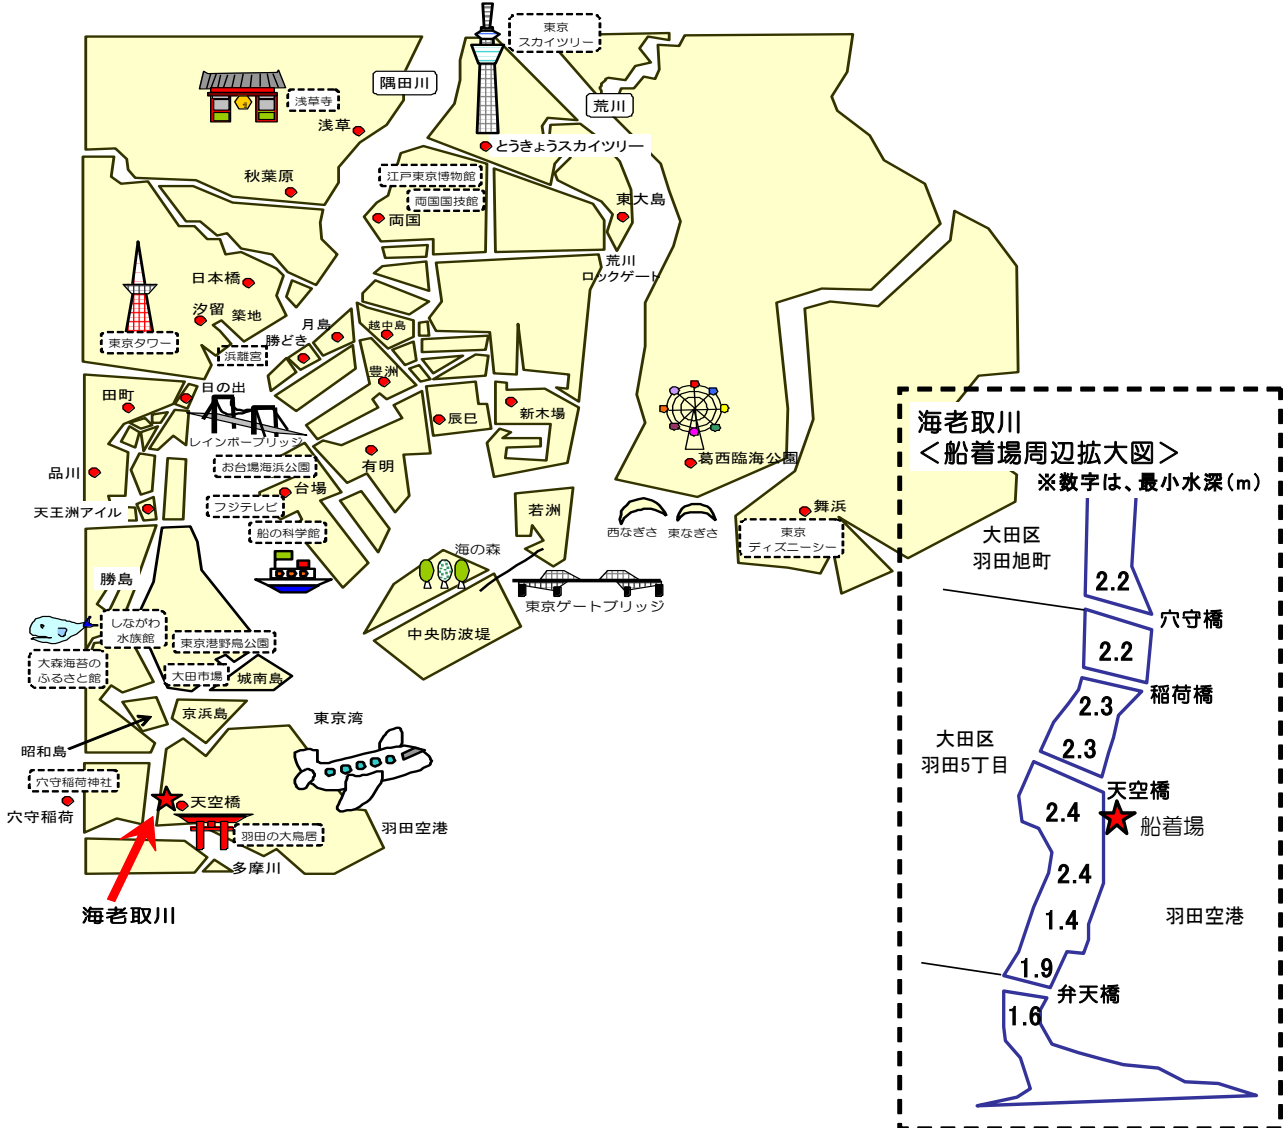 東京
スカイツリー
隅田川
浅草寺
荒川
浅草
とうきょうスカイツリー
秋葉原
江戸東京博物館
両国国技館
東大島
両国
荒川
ロックゲート
日本橋
汐留
築地
月島
越中島
東京タワー
勝どき
浜離宮
豊洲
田町
日の出
辰巳
新木場
レインボーブリッジ
有明
葛西臨海公園
品川
お台場海浜公園
台場
フジテレビ
天王洲アイル
若洲
舞浜
船の科学館
西なぎさ
東なぎさ
東京
ディズニーシー
海の森
勝島
東京ゲートブリッジ
しながわ
水族館
中央防波堤
東京港野鳥公園
大森海苔の
ふるさと館
大田市場
城南島
京浜島
東京湾
昭和島
穴守稲荷神社
天空橋
穴守稲荷
羽田空港
羽田の大鳥居
多摩川
海老取川
海老取川
＜船着場周辺拡大図＞
※数字は、最小水深(m)
大田区
羽田旭町
2.2
穴守橋
2.2
稲荷橋
2.3
大田区
羽田5丁目
2.3
天空橋
2.4
船着場
2.4
1.4
羽田空港
1.9
弁天橋
1.6